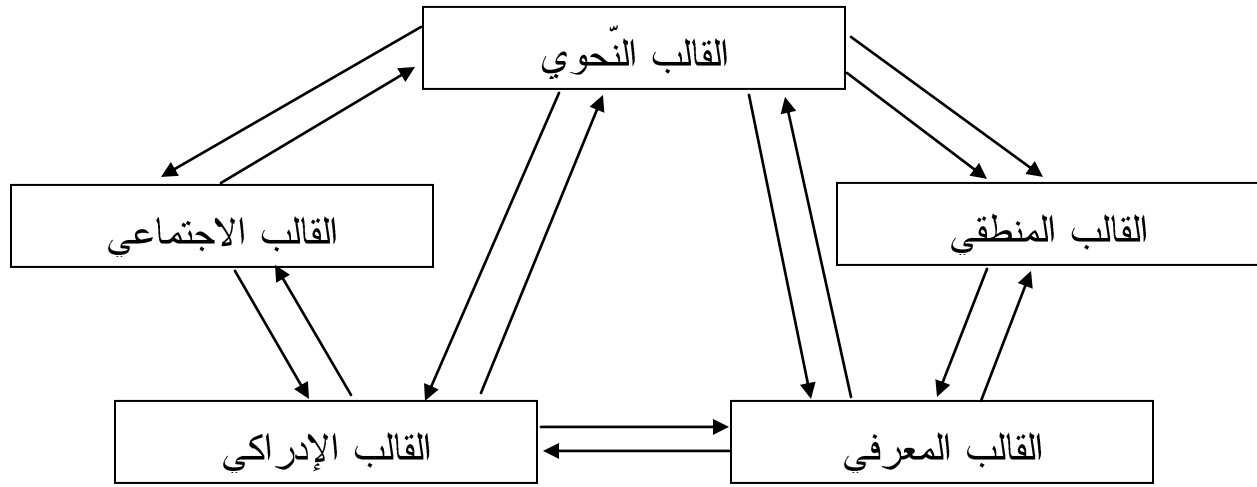 القالب النّحوي
القالب المنطقي
القالب الاجتماعي
القالب المعرفي
القالب الإدراكي